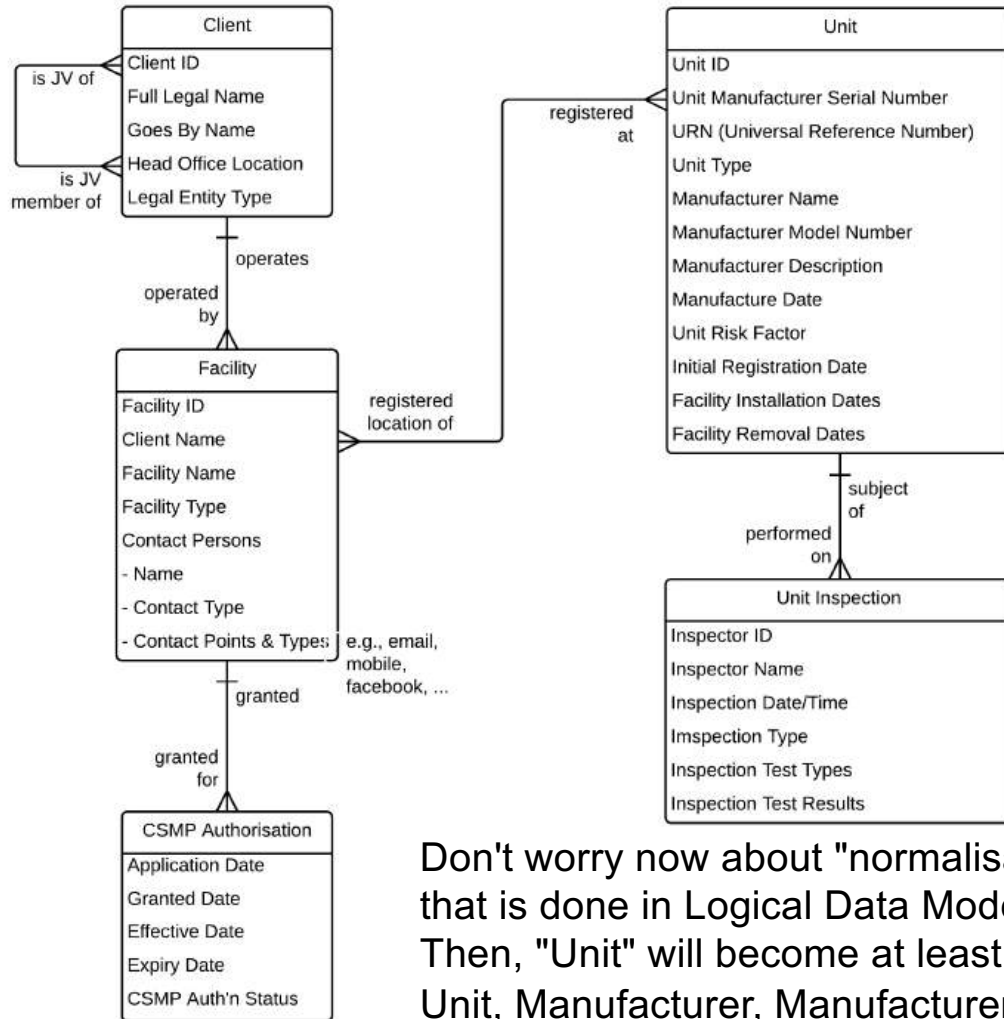 Client
Client ID
Full Legal Name
Goes By Name
Head Office Location
Legal Entity Type
is JV of
is JV
member of
operates
operated
by
Facility
Facility ID
Client Name
Facility Name
Facility Type
Contact Persons
- Name
- Contact Type
- Contact Points & Types
e.g., email,
mobile,
facebook, ...
granted
granted
for
CSMP Authorisation
Application Date
Granted Date
Effective Date
Expiry Date
CSMP Auth'n Status
registered
at
registered
location of
Unit
Unit ID
Unit Manufacturer Serial Number
URN (Universal Reference Number)
Unit Type
Manufacturer Name
Manufacturer Model Number
Manufacturer Description
Manufacture Date
Unit Risk Factor
Initial Registration Date
Facility Installation Dates
Facility Removal Dates
subject
of
performed
on
Unit Inspection
Inspector ID
Inspector Name
Inspection Date/Time
Imspection Type
Inspection Test Types
Inspection Test Results
Don't worry now about "normalisa
that is done in Logical Data Mode
Then, "Unit" will become at least
Unit, Manufacturer, Manufacturer